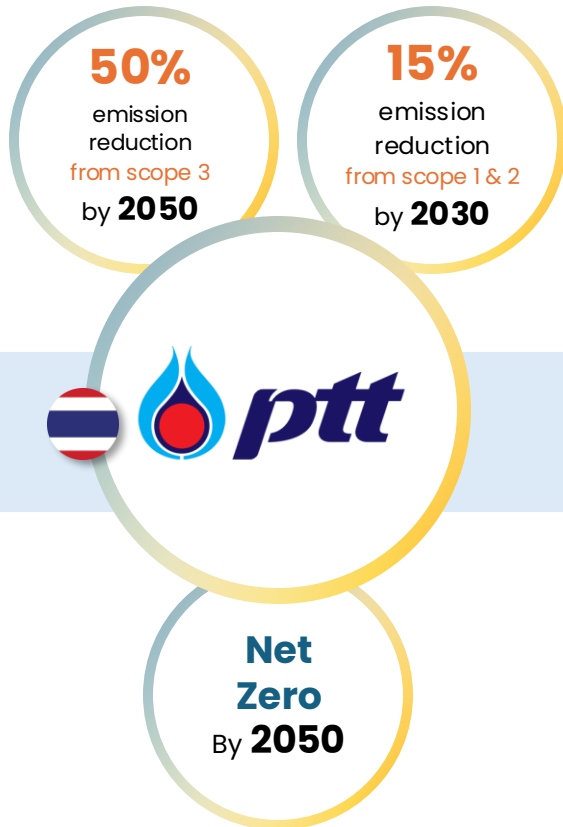 50%
emission
reduction
from scope 3
by 2050
15%
emission
reduction
from scope 1 & 2
by 2030
ptt
Net
Zero
By 2050